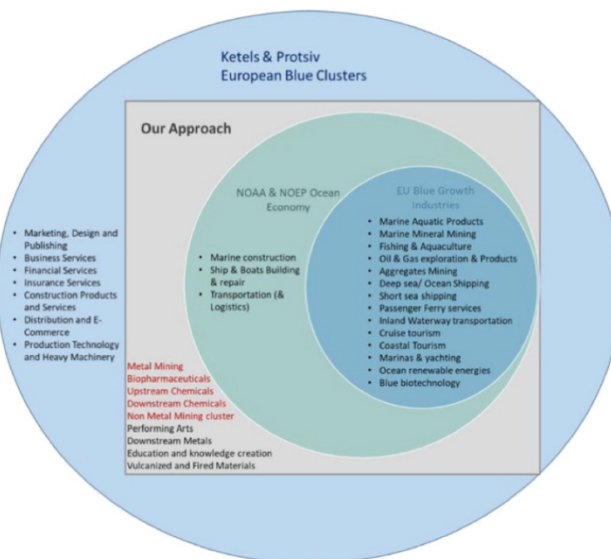 Ketels & Protsiv
European Blue Clusters
Our Approach
NOAA & NOEP Ocean
Economy
EU Blue Growth
Industries
• Marketing, Design and
Publishing
• Business Services
• Financial Services
• Insurance Services
• Construction Products
and Services
• Distribution and E-
Commerce
• Production Technology
and Heavy Machinery
• Marine construction
• Ship & Boats Building
& repair
• Transportation (&
Logistics)
• Marine Aquatic Products
• Marine Mineral Mining
• Fishing & Aquaculture
• Oil & Gas exploration & Products
• Aggregates Mining
• Deep sea/ Ocean Shipping
• Short sea shipping
• Passenger Ferry services
• Inland Waterway transportation
• Cruise tourism
• Coastal Tourism
• Marinas & yachting
• Ocean renewable energies
• Blue biotechnology
Metal Mining
Biopharmaceuticals
Upstream Chemicals
Downstream Chemicals
Non Metal Mining cluster
Performing Arts
Downstream Metals
Education and knowledge creation
Vulcanized and Fired Materials